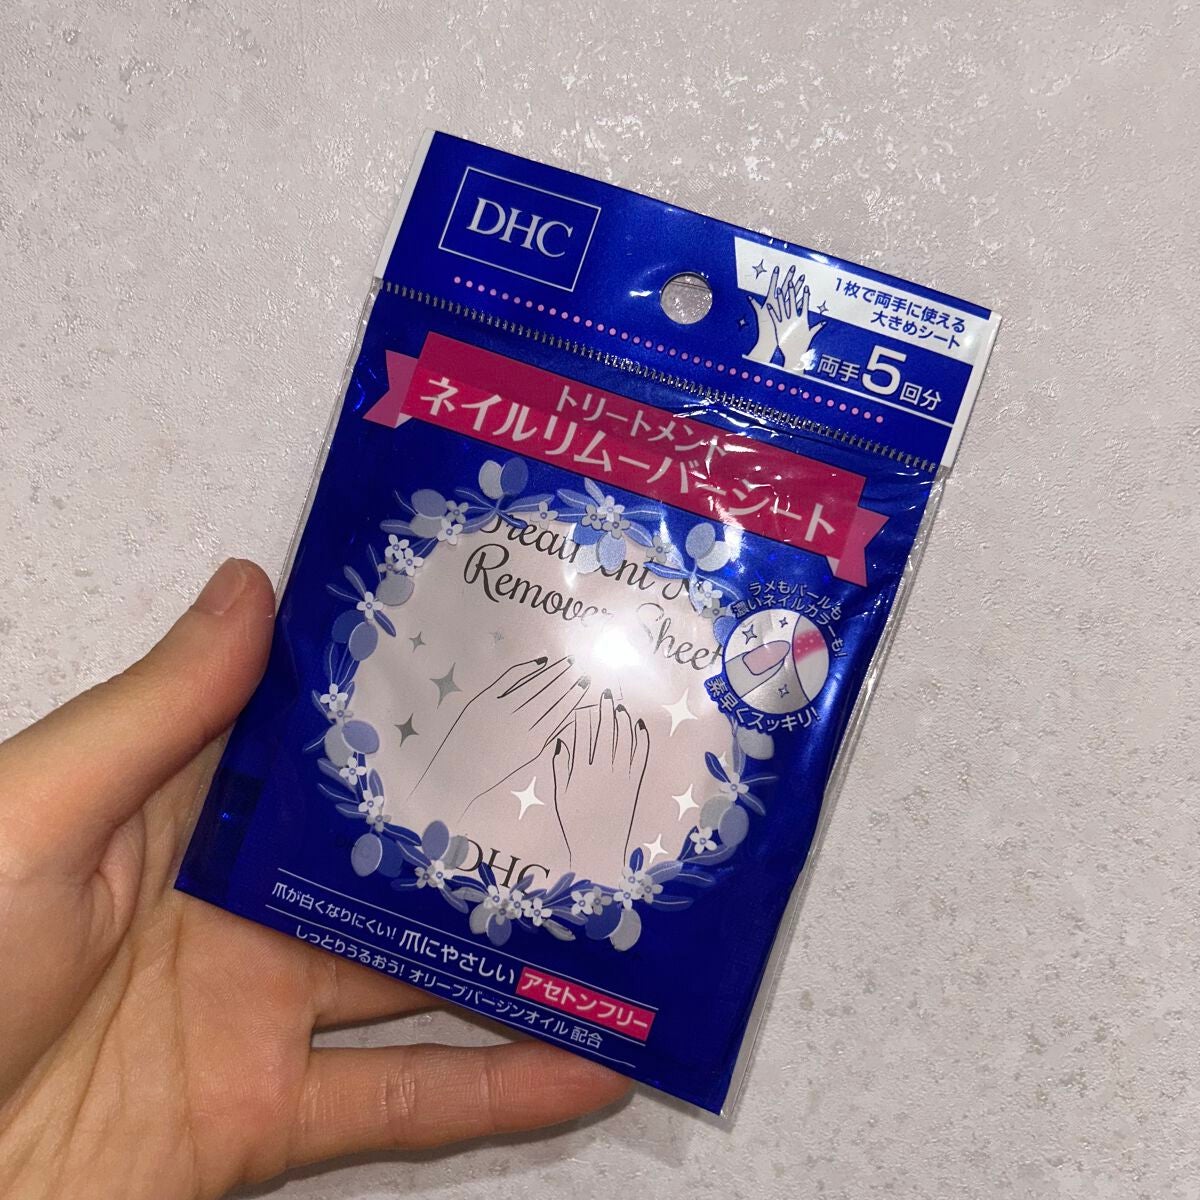 DHC
1枚で両手に使える
大きめシート
両手5回分
トリートメント
ネイルリムーバーシート
Treatment
Remover Sheet
ラメもパールも
濃いネイルカラーも!
素早くスッキリ!
DHC
爪が白くなりにくい! 爪にやさしい アセトンフリー
しっとりうるおう! オリーブバージンオイル 配合